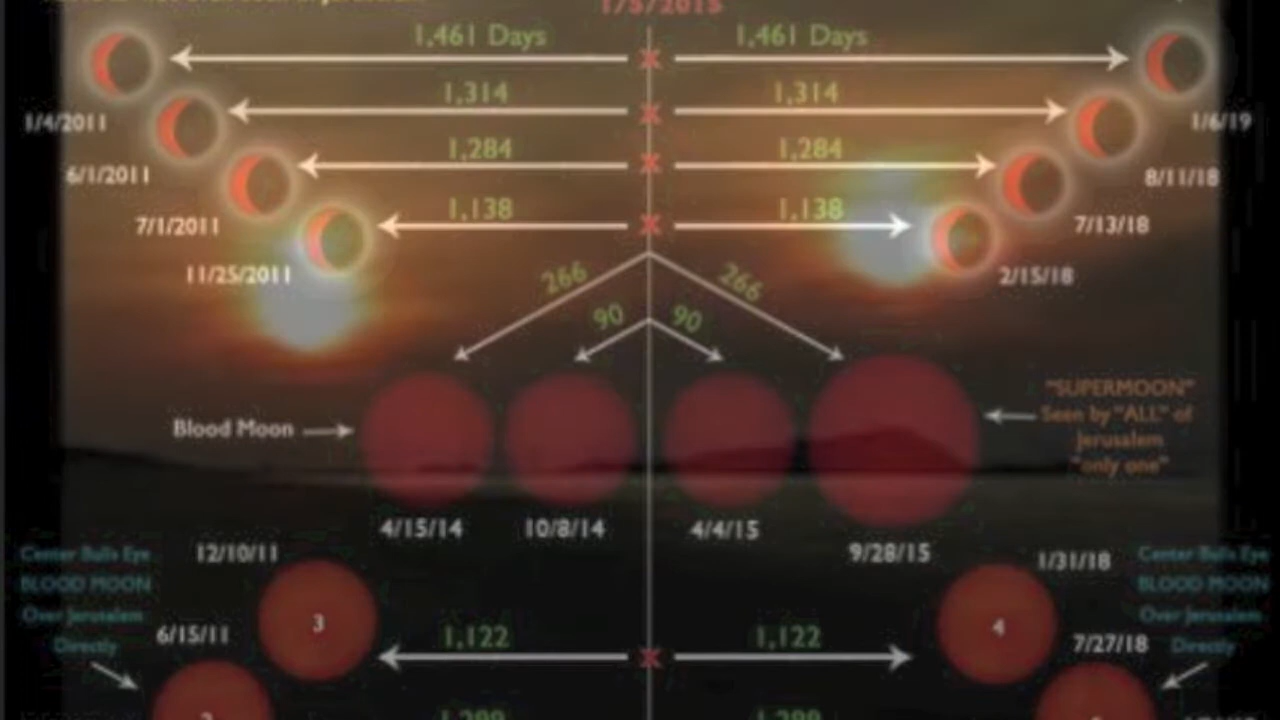 1/5/2015
1,461 Days
1,461 Days
1/4/2011
1,314
1,314
1/6/19
6/1/2011
1,284
1,284
8/11/18
7/1/2011
1,138
1,138
7/13/18
11/25/2011
2/15/18
266
266
90
90
Blood Moon
"SUPERMOON"
Seen by "ALL" of
Jerusalem
"only one"
4/15/14
10/8/14
4/4/15
9/28/15
12/10/11
1/31/18
Center Bulls Eye
BLOOD MOON
Over Jerusalem
Directly
Center Bulls Eye
BLOOD MOON
Over Jerusalem
Directly
3
4
6/15/11
7/27/18
1,122
1,122